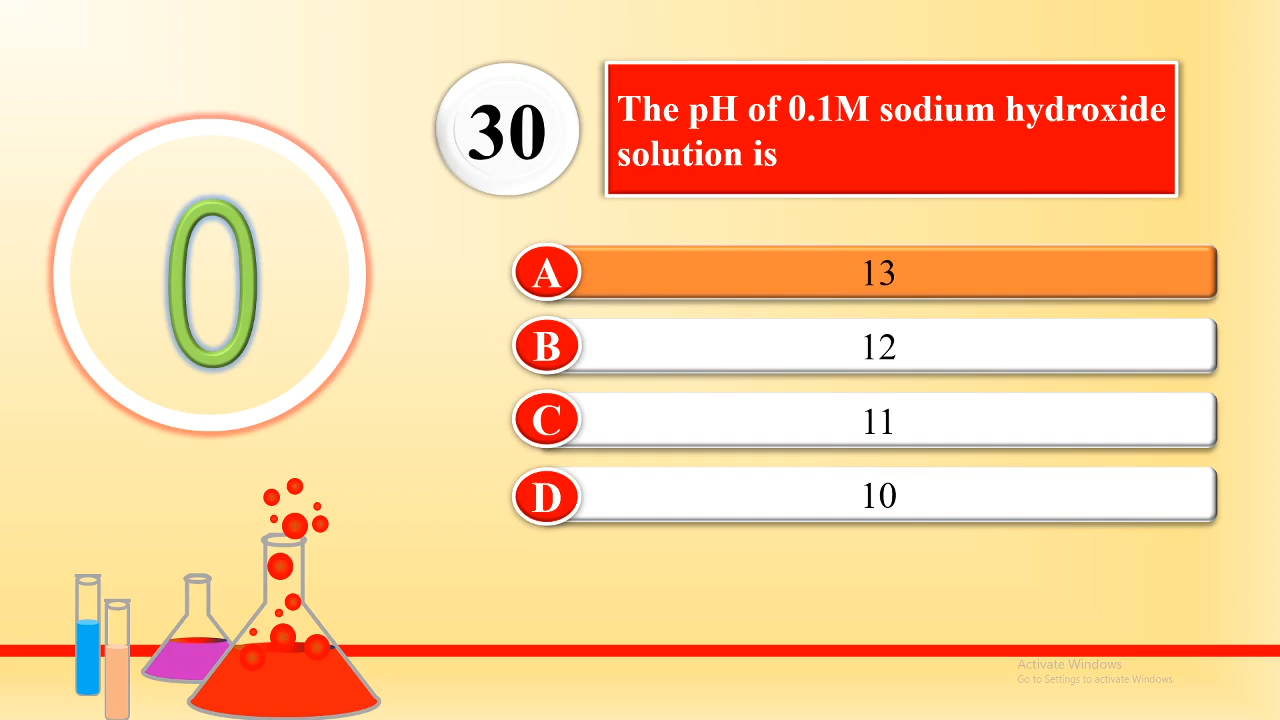 30
The pH of 0.1M sodium hydroxide
solution is
0
A 13
B 12
C 11
D 10
Activate Windows
Go to Settings to activate Windows.